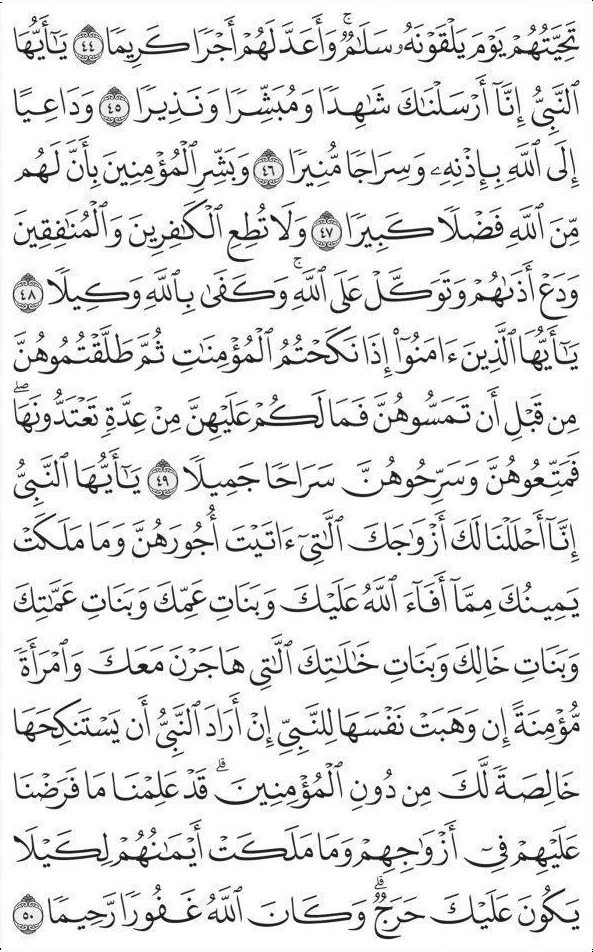 تَحِيَّتُهُمْ يَوْمَ يَلْقَوْنَهُۥ سَلَٰمٌۚ وَأَعَدَّ لَهُمْ أَجْرًا كَرِيمًا ٤٤ يَٰٓأَيُّهَا
ٱلنَّبِىُّ إِنَّآ أَرْسَلْنَٰكَ شَٰهِدًا وَمُبَشِّرًا وَنَذِيرًا ٤٥ وَدَاعِيًا
إِلَى ٱللَّهِ بِإِذْنِهِۦ وَسِرَاجًا مُّنِيرًا ٤٦ وَبَشِّرِ ٱلْمُؤْمِنِينَ بِأَنَّ لَهُم
مِّنَ ٱللَّهِ فَضْلًا كَبِيرًا ٤٧ وَلَا تُطِعِ ٱلْكَٰفِرِينَ وَٱلْمُنَٰفِقِينَ
وَدَعْ أَذَىٰهُمْ وَتَوَكَّلْ عَلَى ٱللَّهِۚ وَكَفَىٰ بِٱللَّهِ وَكِيلًا ٤٨
يَٰٓأَيُّهَا ٱلَّذِينَ ءَامَنُوٓا۟ إِذَا نَكَحْتُمُ ٱلْمُؤْمِنَٰتِ ثُمَّ طَلَّقْتُمُوهُنَّ
مِن قَبْلِ أَن تَمَسُّوهُنَّ فَمَا لَكُمْ عَلَيْهِنَّ مِنْ عِدَّةٍ تَعْتَدُّونَهَاۖ
فَمَتِّعُوهُنَّ وَسَرِّحُوهُنَّ سَرَاحًا جَمِيلًا ٤٩ يَٰٓأَيُّهَا ٱلنَّبِىُّ
إِنَّآ أَحْلَلْنَا لَكَ أَزْوَٰجَكَ ٱلَّٰتِىٓ ءَاتَيْتَ أُجُورَهُنَّ وَمَا مَلَكَتْ
يَمِينُكَ مِمَّآ أَفَآءَ ٱللَّهُ عَلَيْكَ وَبَنَاتِ عَمِّكَ وَبَنَاتِ عَمَّٰتِكَ
وَبَنَاتِ خَالِكَ وَبَنَاتِ خَٰلَٰتِكَ ٱلَّٰتِى هَاجَرْنَ مَعَكَ وَٱمْرَأَةً
مُّؤْمِنَةً إِن وَهَبَتْ نَفْسَهَا لِلنَّبِىِّ إِنْ أَرَادَ ٱلنَّبِىُّ أَن يَسْتَنكِحَهَا
خَالِصَةً لَّكَ مِن دُونِ ٱلْمُؤْمِنِينَۗ قَدْ عَلِمْنَا مَا فَرَضْنَا
عَلَيْهِمْ فِىٓ أَزْوَٰجِهِمْ وَمَا مَلَكَتْ أَيْمَٰنُهُمْ لِكَيْلَا
يَكُونَ عَلَيْكَ حَرَجٌۗ وَكَانَ ٱللَّهُ غَفُورًا رَّحِيمًا ٥٠